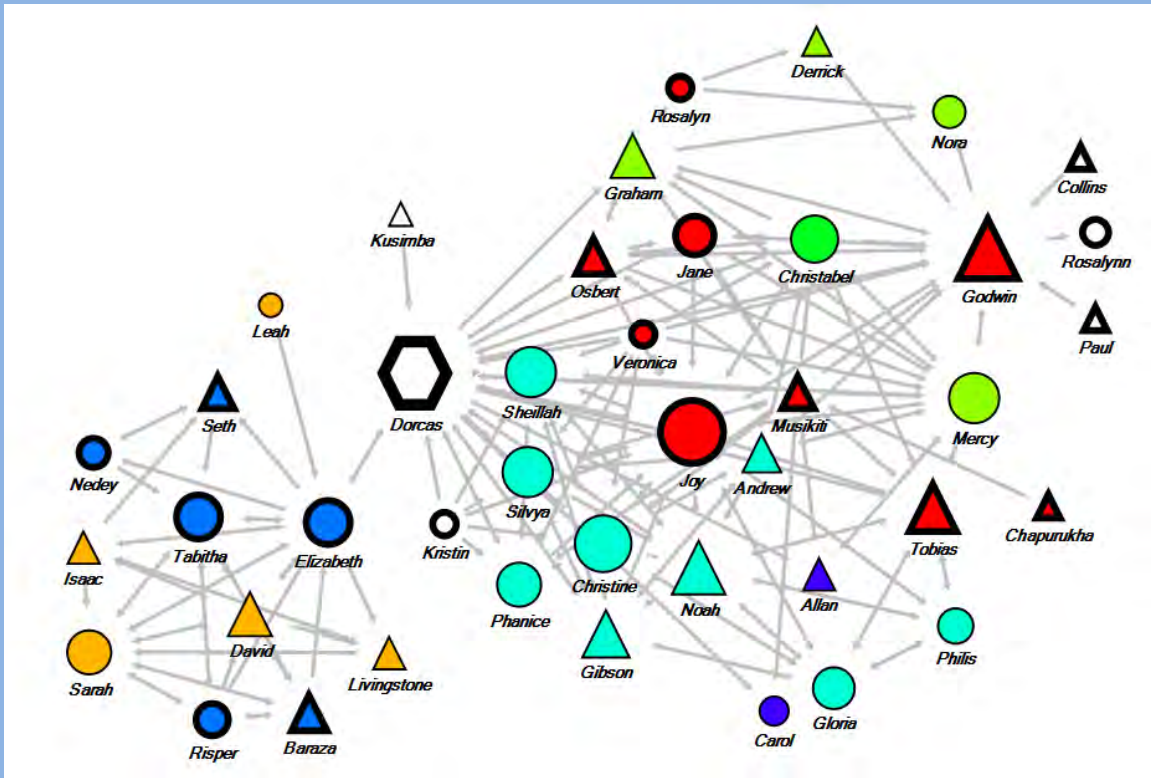 Derrick
Rosalyn
Nora
Collins
Graham
Kusimba
Rosalynn
Osbert
Jane
Christabel
Godwin
Leah
Paul
Veronica
Sheillah
Dorcas
Musikiti
Mercy
Seth
Nedey
Joy
Andrew
Silvya
Chapurukha
Tobias
Tabitha
Elizabeth
Kristin
Isaac
Christine
Noah
Allan
Phanice
David
Philis
Gibson
Livingstone
Sarah
Gloria
Carol
Baraza
Risper